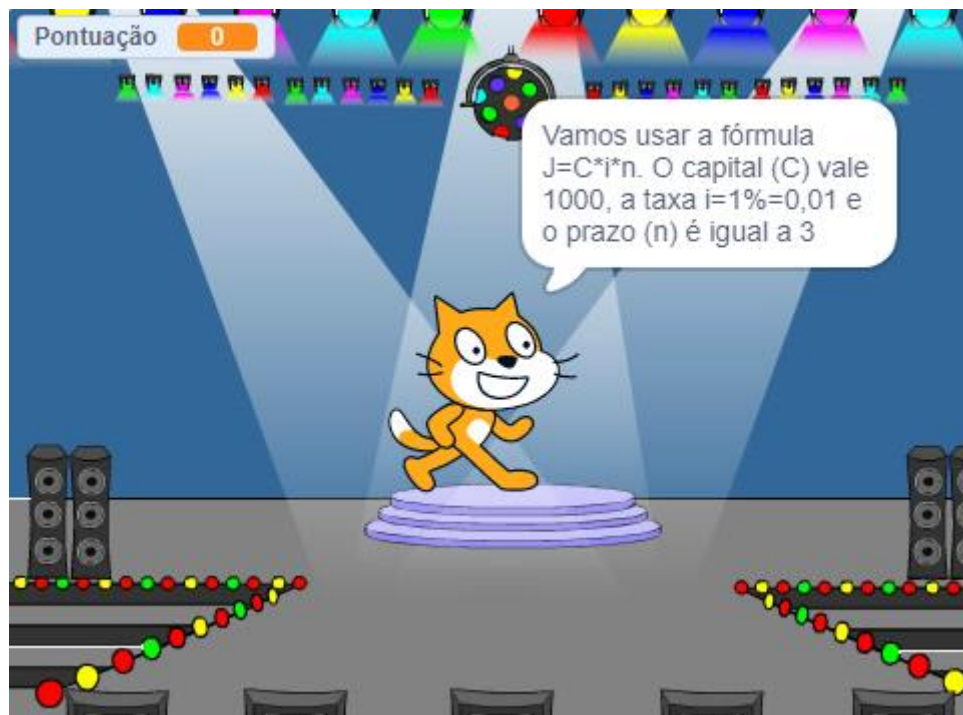 Pontuação 0
Vamos usar a fórmula
J=C*i*n. O capital (C) vale
1000, a taxa i=1%=0,01 e
o prazo (n) é igual a 3